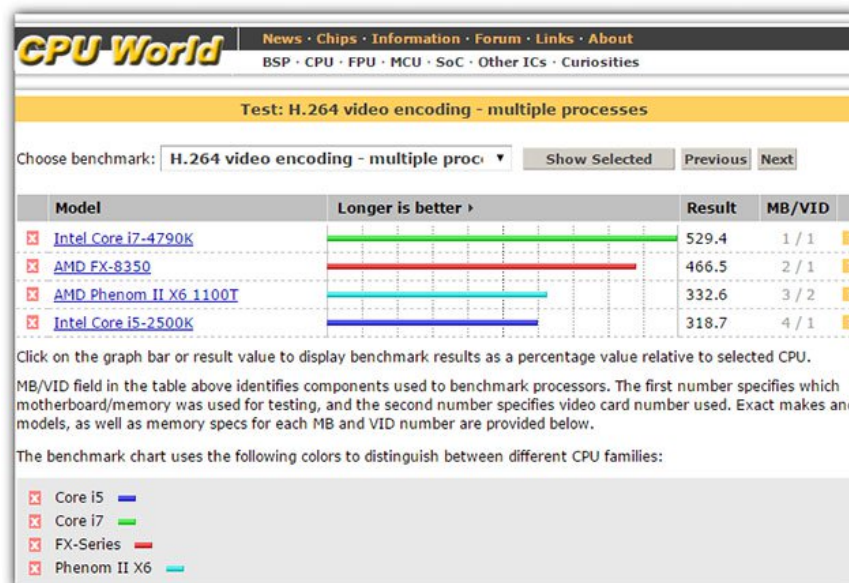 CPU World
News · Chips · Information · Forum · Links · About
BSP · CPU · FPU · MCU · SoC · Other ICs · Curiosities
Test: H.264 video encoding - multiple processes
Choose benchmark: H.264 video encoding - multiple proc Show Selected Previous Next
Model Longer is better Result MB/VID
Intel Core i7-4790K 529.4 1 / 1
AMD FX-8350 466.5 2 / 1
AMD Phenom II X6 1100T 332.6 3 / 2
Intel Core i5-2500K 318.7 4 / 1
Click on the graph bar or result value to display benchmark results as a percentage value relative to selected CPU.
MB/VID field in the table above identifies components used to benchmark processors. The first number specifies which
motherboard/memory was used for testing, and the second number specifies video card number used. Exact makes an
models, as well as memory specs for each MB and VID number are provided below.
The benchmark chart uses the following colors to distinguish between different CPU families:
Core i5
Core i7
FX-Series
Phenom II X6